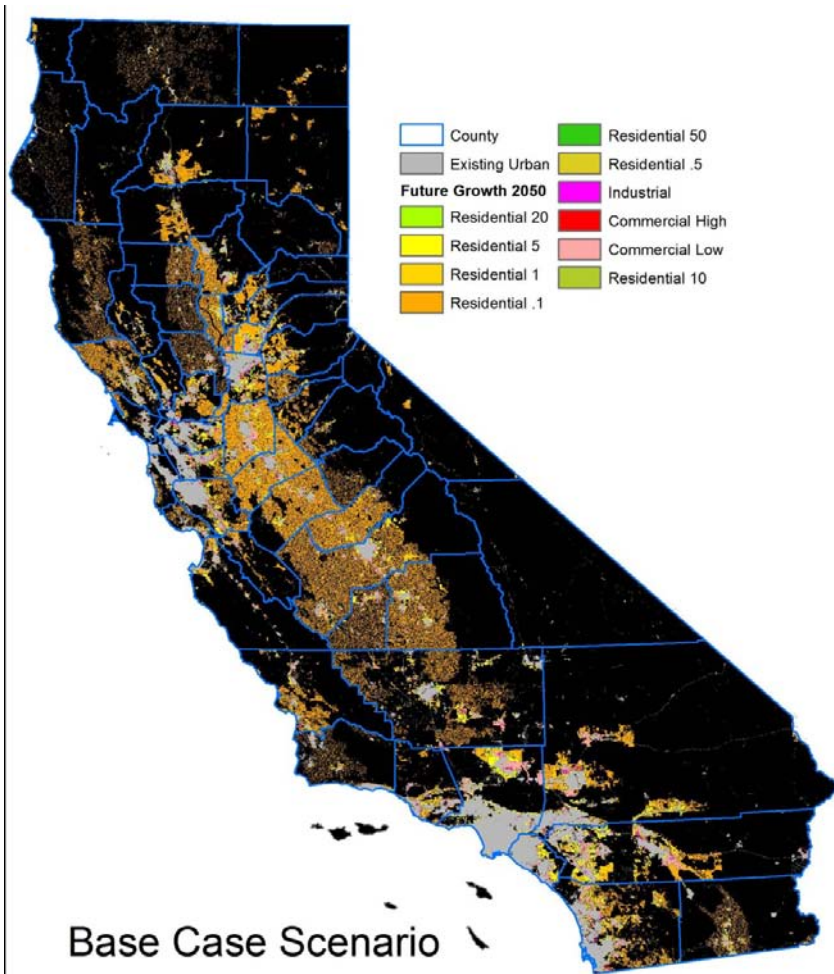 County
Existing Urban
Future Growth 2050
Residential 20
Residential 5
Residential 1
Residential .1
Residential 50
Residential .5
Industrial
Commercial High
Commercial Low
Residential 10
Base Case Scenario